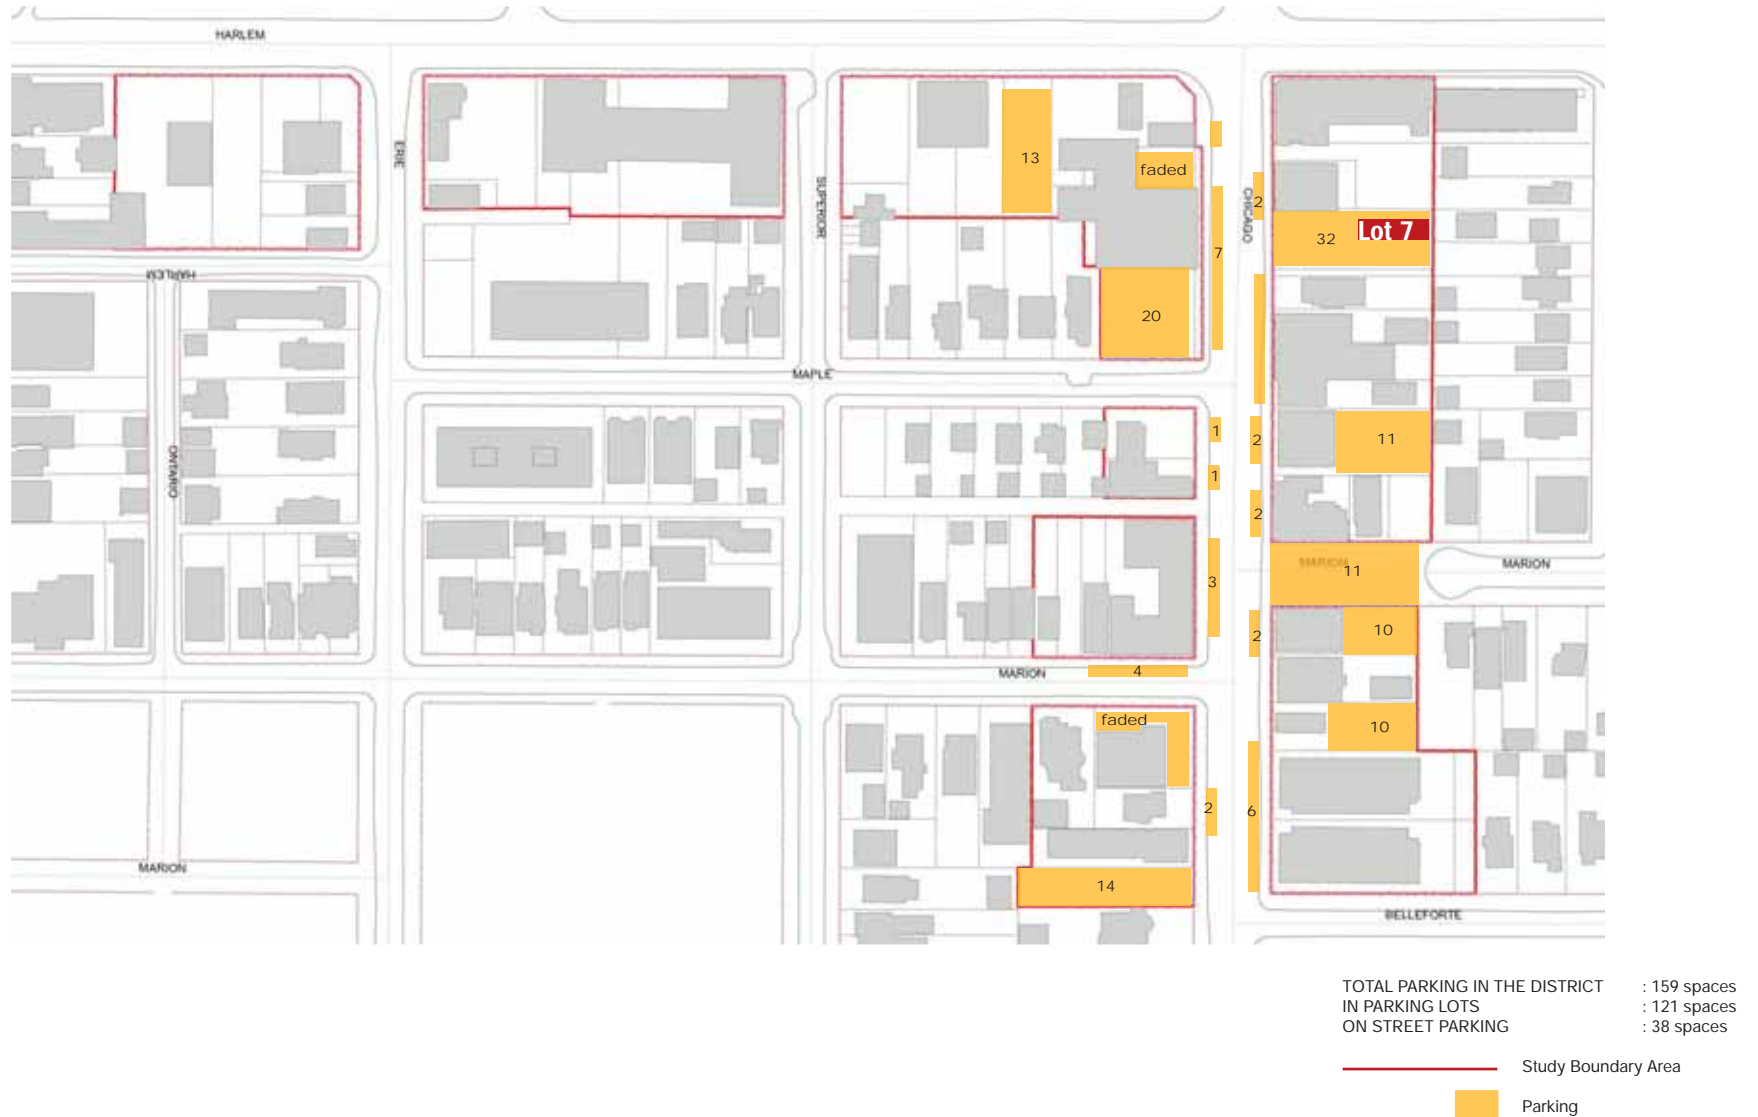 HARLEM
ERIE
SUPERIOR
13
faded
7
2
CHICAGO
32
Lot 7
HARLEM
20
MAPLE
ONTARIO
1
2
11
1
2
MARION
11
MARION
3
2
10
MARION
4
faded
10
2
6
MARION
14
BELLEFORTE
TOTAL PARKING IN THE DISTRICT : 159 spaces
IN PARKING LOTS : 121 spaces
ON STREET PARKING : 38 spaces
Study Boundary Area
Parking